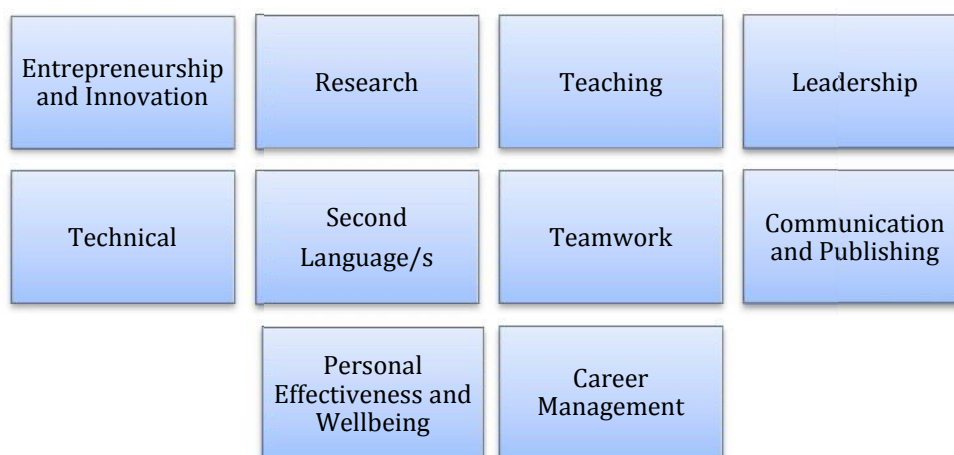 Entrepreneurship
and Innovation
Research
Teaching
Leadership
Technical
Second
Language/s
Teamwork
Communication
and Publishing
Personal
Effectiveness and
Wellbeing
Career
Management